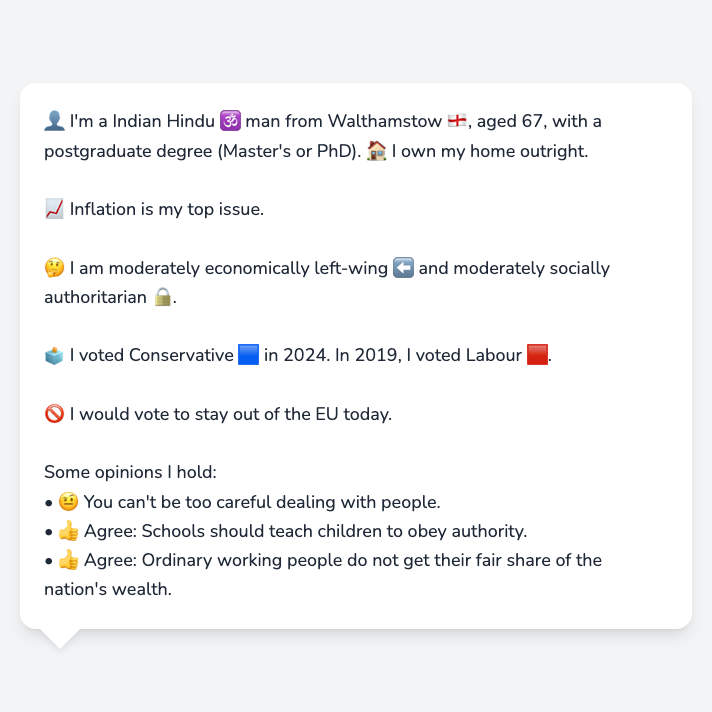 👤 I'm a Indian Hindu 🕉️ man from Walthamstow 🏴󠁧󠁢󠁥󠁮󠁧󠁿, aged 67, with a
postgraduate degree (Master's or PhD). 🏠 I own my home outright.
📈 Inflation is my top issue.
🤔 I am moderately economically left-wing ⬅️ and moderately socially
authoritarian 🔒.
🗳️ I voted Conservative 🟦 in 2024. In 2019, I voted Labour 🟥.
🚫 I would vote to stay out of the EU today.
Some opinions I hold:
• 🤨 You can't be too careful dealing with people.
• 👍 Agree: Schools should teach children to obey authority.
• 👍 Agree: Ordinary working people do not get their fair share of the
nation's wealth.